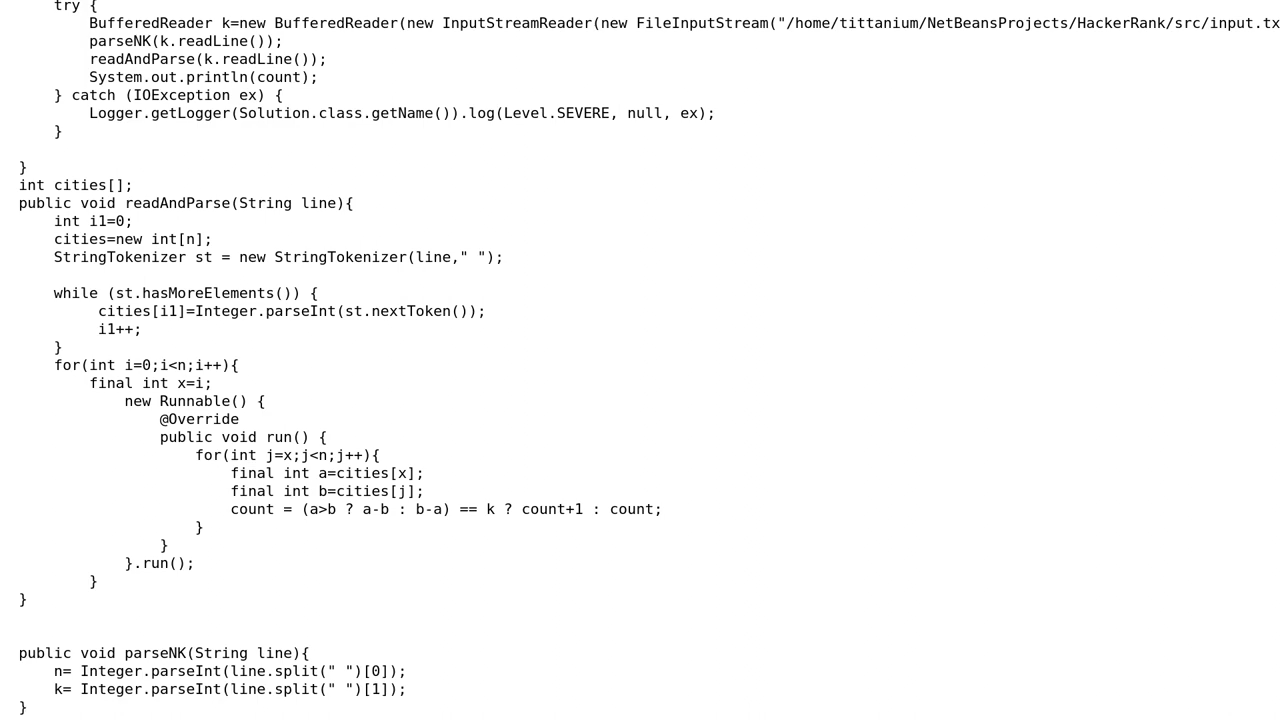 try {
BufferedReader k=new BufferedReader(new InputStreamReader(new FileInputStream("/home/tittanium/NetBeansProjects/HackerRank/src/input.tx
parseNK(k.readLine());
readAndParse(k.readLine());
System.out.println(count);
} catch (IOException ex) {
Logger.getLogger(Solution.class.getName()).log(Level.SEVERE, null, ex);
}
}
int cities[];
public void readAndParse(String line){
int i1=0;
cities=new int[n];
StringTokenizer st = new StringTokenizer(line," ");
while (st.hasMoreElements()) {
cities[i1]=Integer.parseInt(st.nextToken());
i1++;
}
for(int i=0;i<n;i++){
final int x=i;
new Runnable() {
@Override
public void run() {
for(int j=x;j<n;j++){
final int a=cities[x];
final int b=cities[j];
count = (a>b ? a-b : b-a) == k ? count+1 : count;
}
}
}.run();
}
}
public void parseNK(String line){
n= Integer.parseInt(line.split(" ")[0]);
k= Integer.parseInt(line.split(" ")[1]);
}